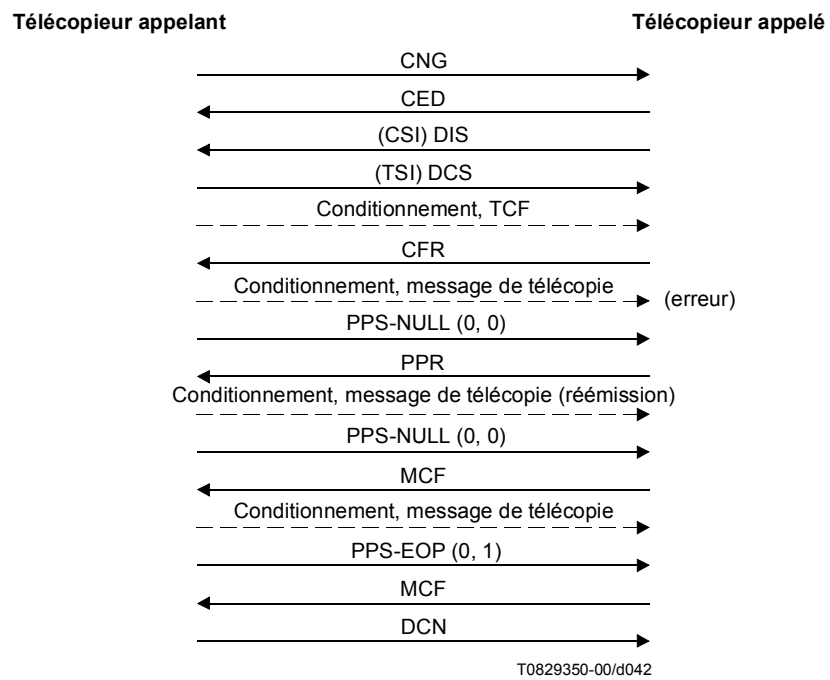 Télécopieur appelant Télécopieur appelé
CNG
CED
(CSI) DIS
(TSI) DCS
Conditionnement, TCF
CFR
Conditionnement, message de télécopie (erreur)
PPS-NULL (0, 0)
PPR
Conditionnement, message de télécopie (réémission)
PPS-NULL (0, 0)
MCF
Conditionnement, message de télécopie
PPS-EOP (0, 1)
MCF
DCN
T0829350-00/d042